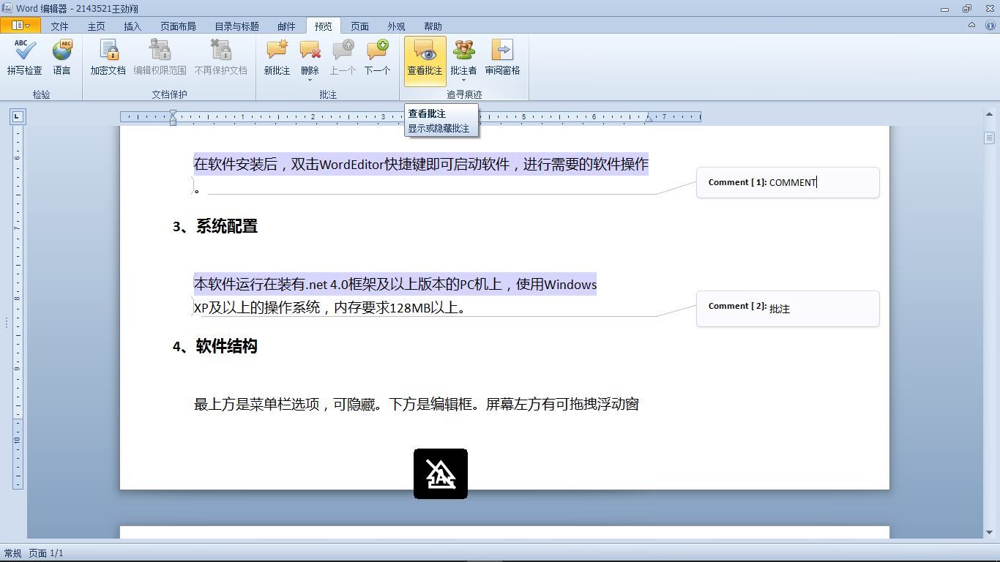 Word 编辑器 - 2143521王劲翔
文件 主页 插入 页面布局 目录与标题 邮件 预览 页面 外观 帮助
ABC ABC
拼写检查 语言 加密文档 编辑权限范围 不再保护文档 新批注 删除 上一个 下一个 查看批注 批注者 审阅窗格
检验 文档保护 批注 追寻痕迹
1 2 3 5 6 7
查看批注
显示或隐藏批注
在软件安装后，双击WordEditor快捷键即可启动软件，进行需要的软件操作
。
Comment [ 1]: COMMENT
3、系统配置
本软件运行在装有.net 4.0框架及以上版本的PC机上，使用Windows
XP及以上的操作系统，内存要求128MB以上。
Comment [ 2]: 批注
4、软件结构
最上方是菜单栏选项，可隐藏。下方是编辑框。屏幕左方有可拖拽浮动窗
A
6
7
8
9
10
常规 页面 1/1